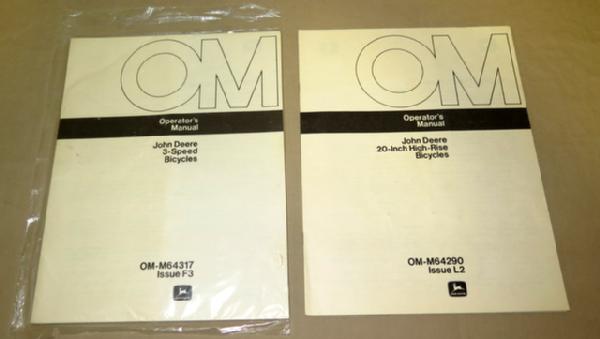 OM
Operator's
Manual
John Deere
3-Speed
Bicycles
OM-M64317
Issue F3
OM
Operator's
Manual
John Deere
20-Inch High-Rise
Bicycles
OM-M64290
Issue L2